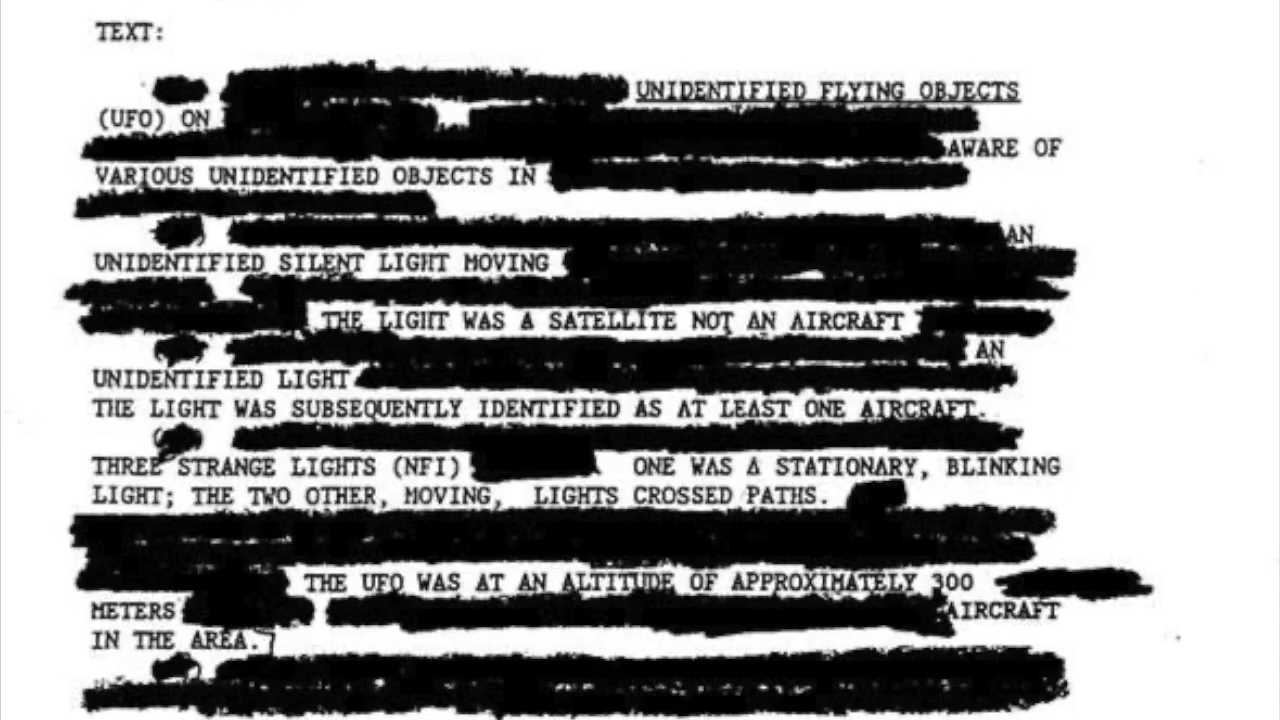 TEXT:
UNIDENTIFIED FLYING OBJECTS
(UFO) ON
AWARE OF
VARIOUS UNIDENTIFIED OBJECTS IN
AN
UNIDENTIFIED SILENT LIGHT MOVING
THE LIGHT WAS A SATELLITE NOT AN AIRCRAFT
AN
UNIDENTIFIED LIGHT
THE LIGHT WAS SUBSEQUENTLY IDENTIFIED AS AT LEAST ONE AIRCRAFT.
THREE STRANGE LIGHTS (NFI) ONE WAS A STATIONARY, BLINKING
LIGHT; THE TWO OTHER, MOVING, LIGHTS CROSSED PATHS.
THE UFO WAS AT AN ALTITUDE OF APPROXIMATELY 300
METERS AIRCRAFT
IN THE AREA.